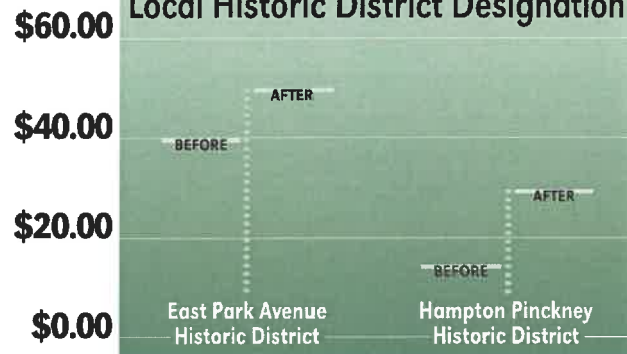 Local Historic District Designation
$60.00
$40.00
$20.00
$0.00
BEFORE
AFTER
BEFORE
AFTER
East Park Avenue
Historic District
Hampton Pinckney
Historic District